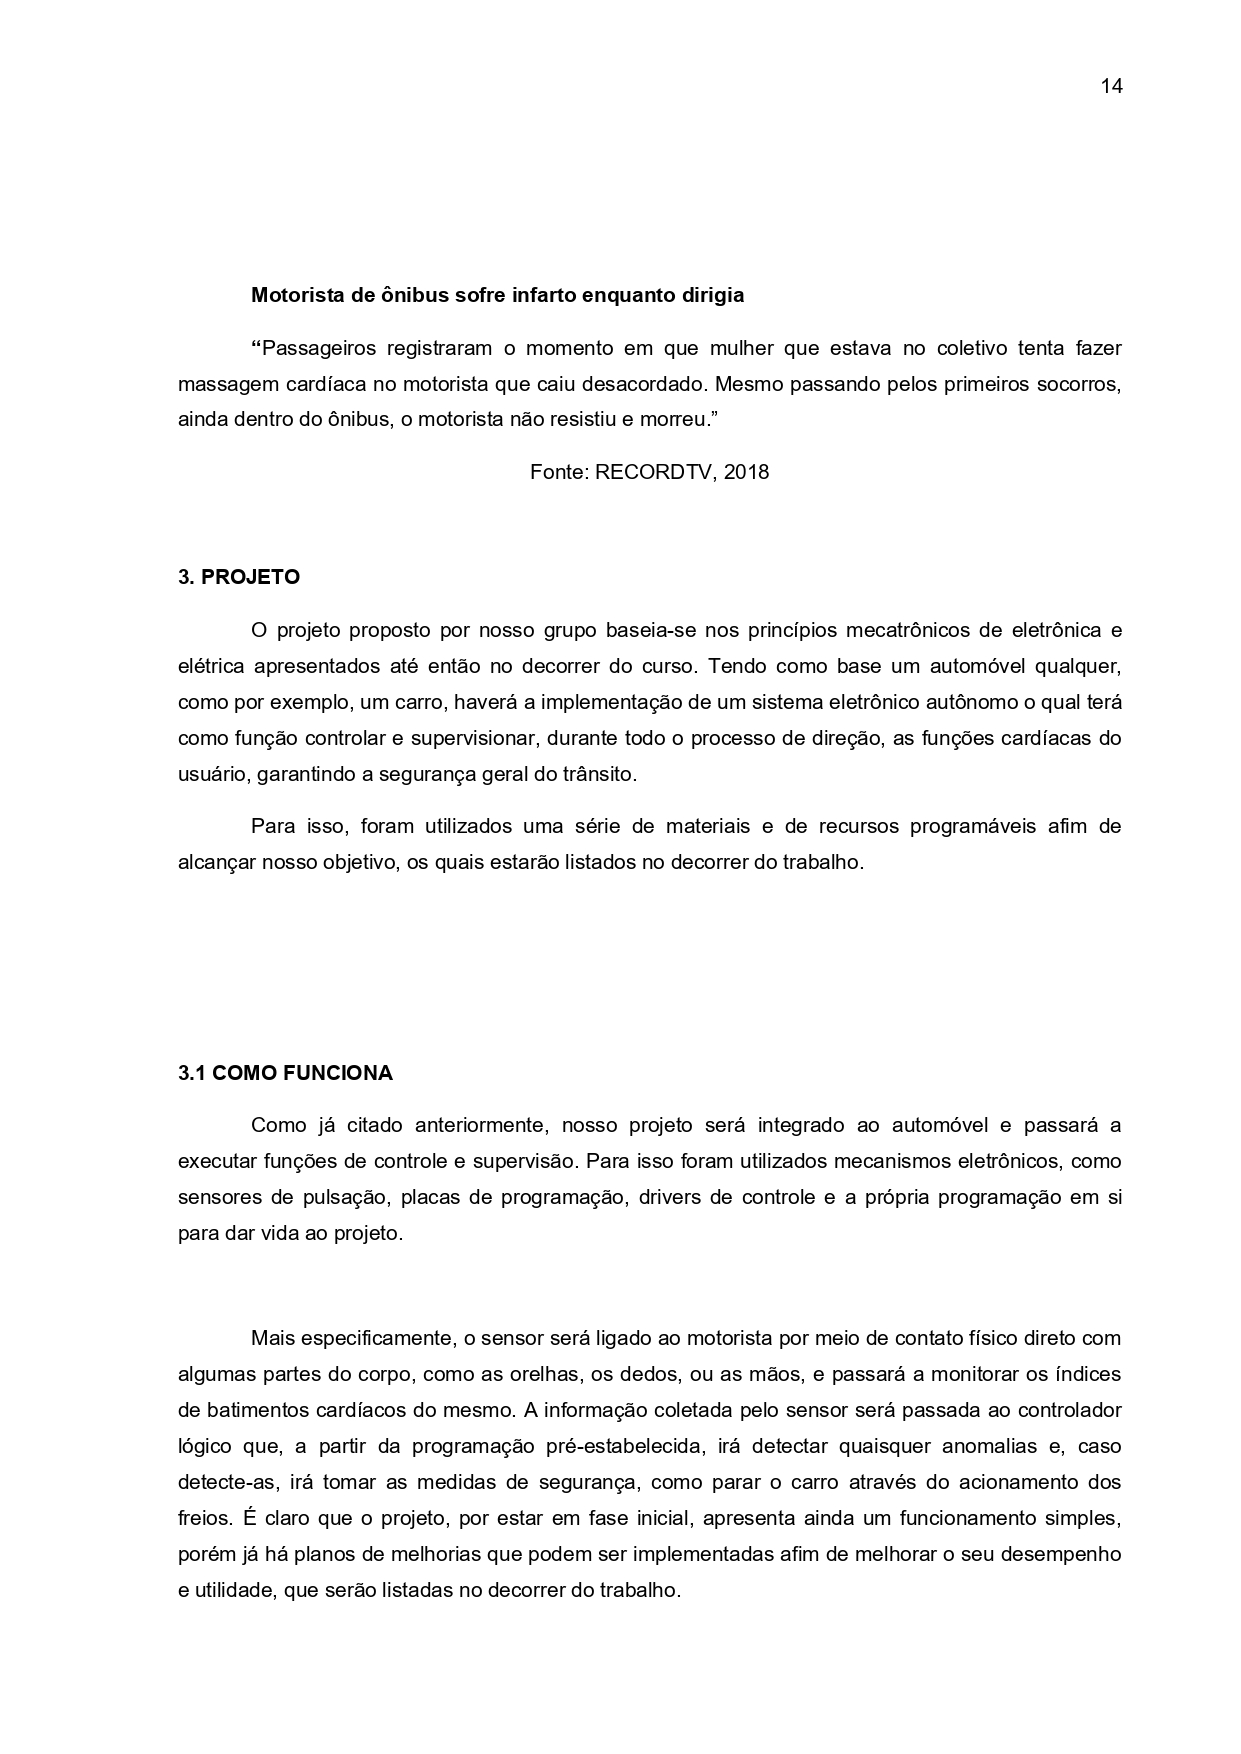 14
Motorista de ônibus sofre infarto enquanto dirigia
“Passageiros registraram o momento em que mulher que estava no coletivo tenta fazer
massagem cardíaca no motorista que caiu desacordado. Mesmo passando pelos primeiros socorros,
ainda dentro do ônibus, o motorista não resistiu e morreu.”
Fonte: RECORDTV, 2018
3. PROJETO
O projeto proposto por nosso grupo baseia-se nos princípios mecatrônicos de eletrônica e
elétrica apresentados até então no decorrer do curso. Tendo como base um automóvel qualquer,
como por exemplo, um carro, haverá a implementação de um sistema eletrônico autônomo o qual terá
como função controlar e supervisionar, durante todo o processo de direção, as funções cardíacas do
usuário, garantindo a segurança geral do trânsito.
Para isso, foram utilizados uma série de materiais e de recursos programáveis afim de
alcançar nosso objetivo, os quais estarão listados no decorrer do trabalho.
3.1 COMO FUNCIONA
Como já citado anteriormente, nosso projeto será integrado ao automóvel e passará a
executar funções de controle e supervisão. Para isso foram utilizados mecanismos eletrônicos, como
sensores de pulsação, placas de programação, drivers de controle e a própria programação em si
para dar vida ao projeto.
Mais especificamente, o sensor será ligado ao motorista por meio de contato físico direto com
algumas partes do corpo, como as orelhas, os dedos, ou as mãos, e passará a monitorar os índices
de batimentos cardíacos do mesmo. A informação coletada pelo sensor será passada ao controlador
lógico que, a partir da programação pré-estabelecida, irá detectar quaisquer anomalias e, caso
detecte-as, irá tomar as medidas de segurança, como parar o carro através do acionamento dos
freios. É claro que o projeto, por estar em fase inicial, apresenta ainda um funcionamento simples,
porém já há planos de melhorias que podem ser implementadas afim de melhorar o seu desempenho
e utilidade, que serão listadas no decorrer do trabalho.